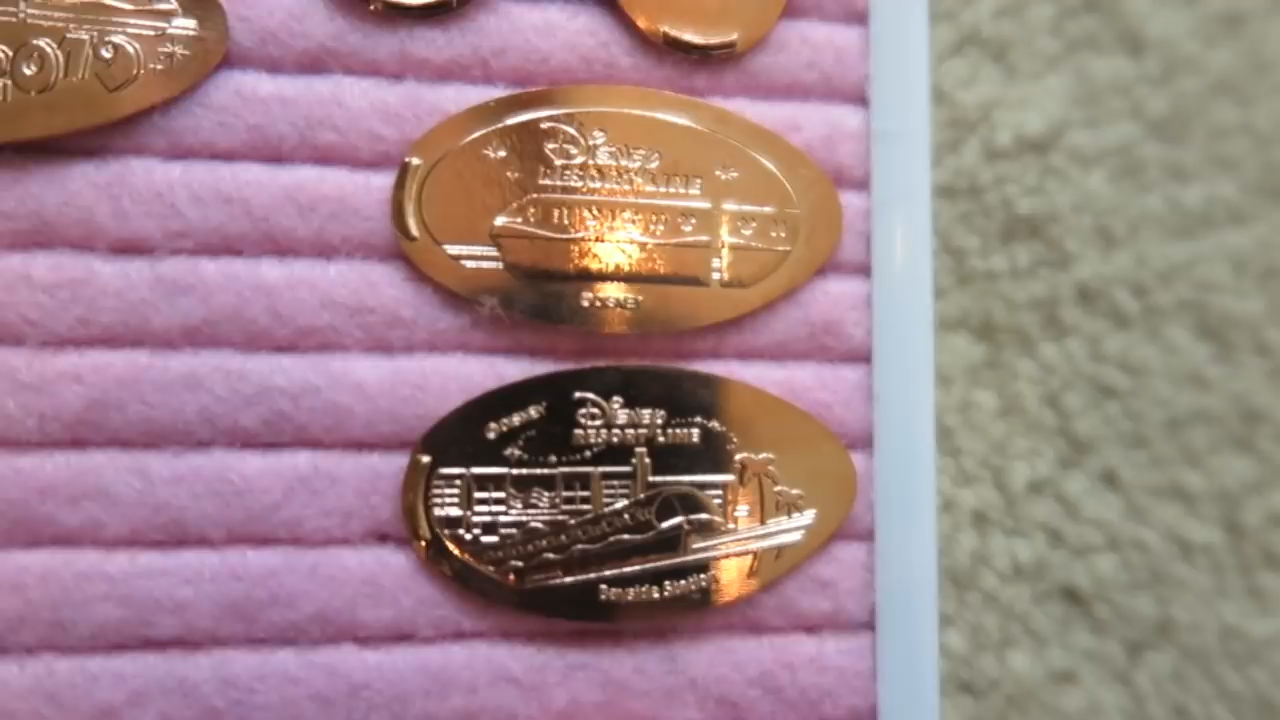 2019
DISNEY
RESORT LINE
©DISNEY
©DISNEY
DISNEY
RESORT LINE
Bayside Station